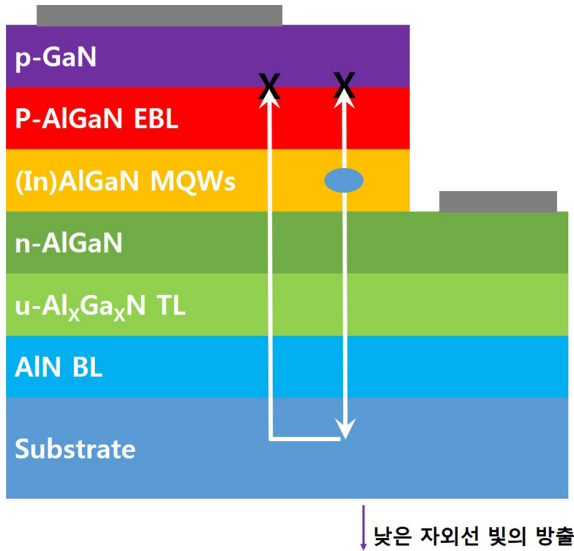 p-GaN
P-AlGaN EBL
(In)AlGaN MQWs
n-AlGaN
u-AlXGaXN TL
AlN BL
Substrate
X X
낮은 자외선 빛의 방출